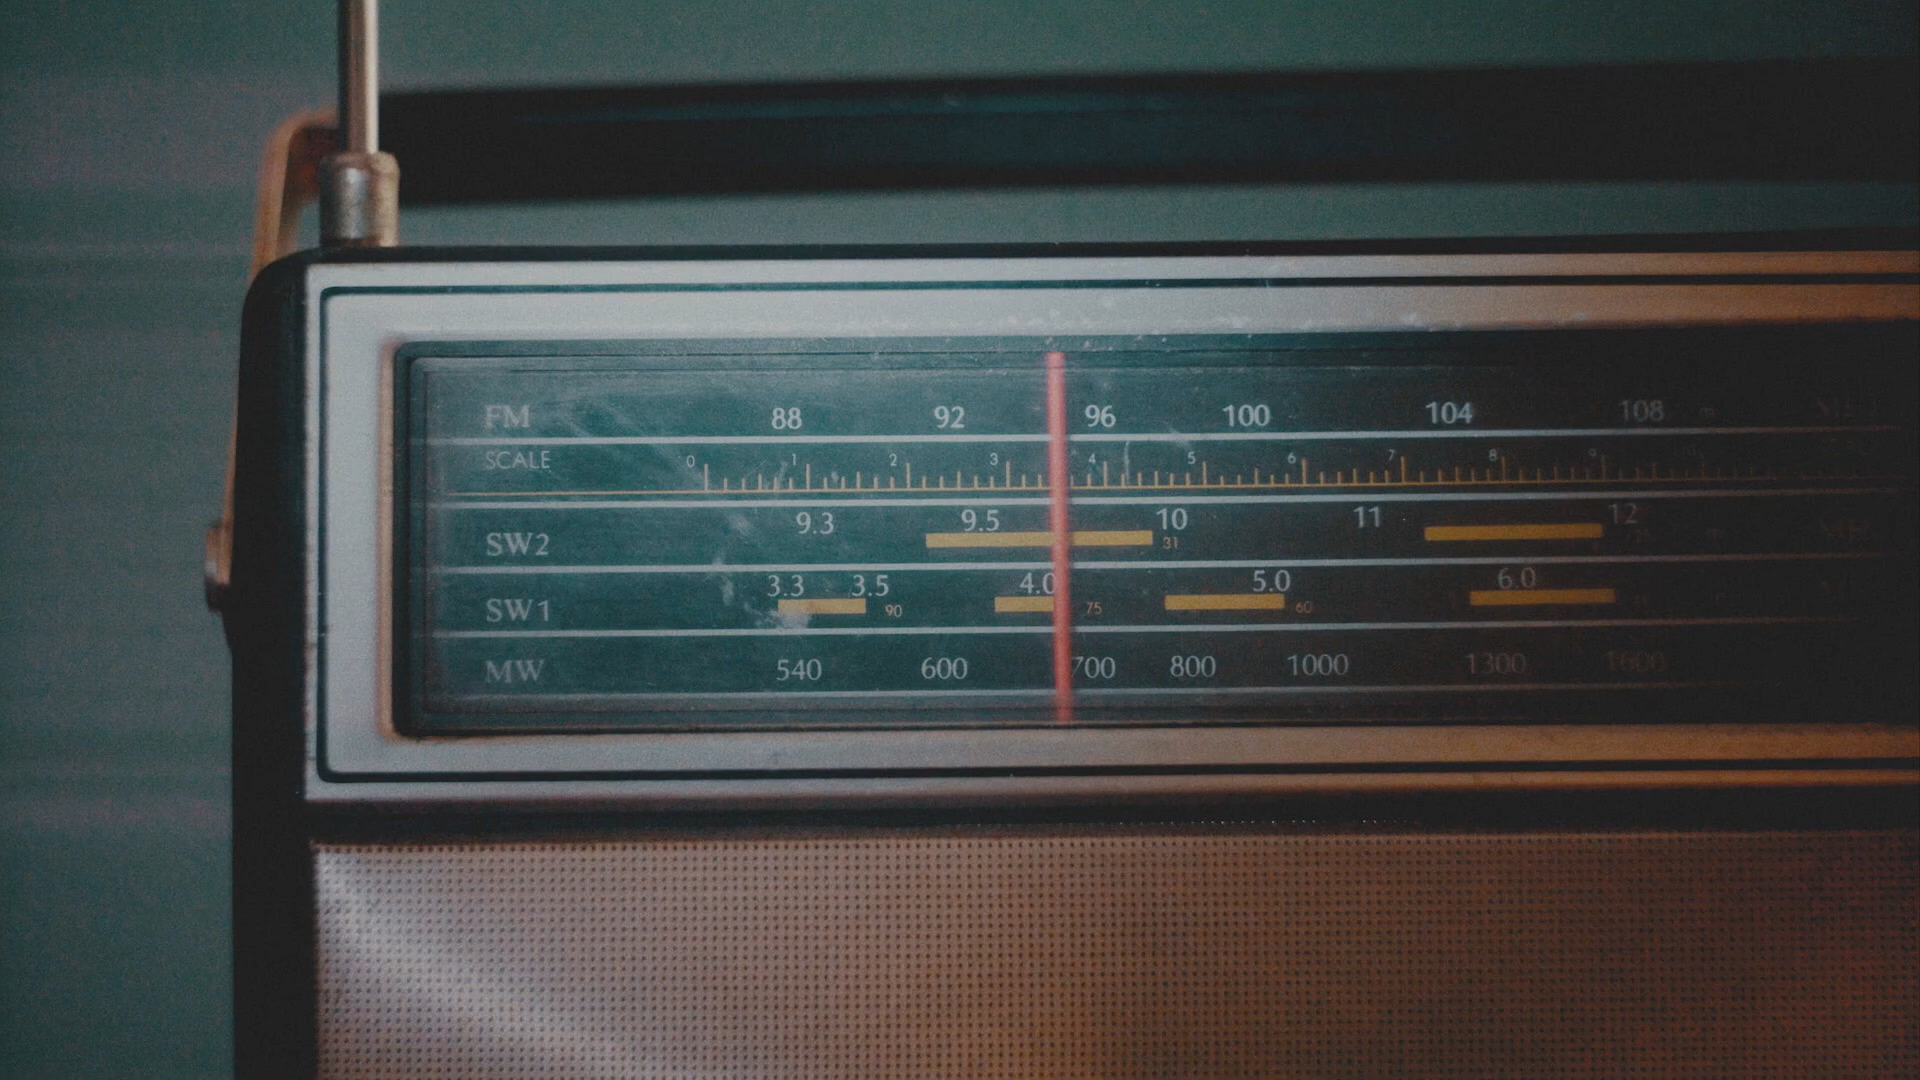 FM 88 92 96 100 104 108
SCALE 0 1 2 3 4 5 6 7 8 9 10
SW2 9.3 9.5 10 31 11 12
SW1 3.3 3.5 90 4.0 75 5.0 60 6.0
MW 540 600 700 800 1000 1300 1600